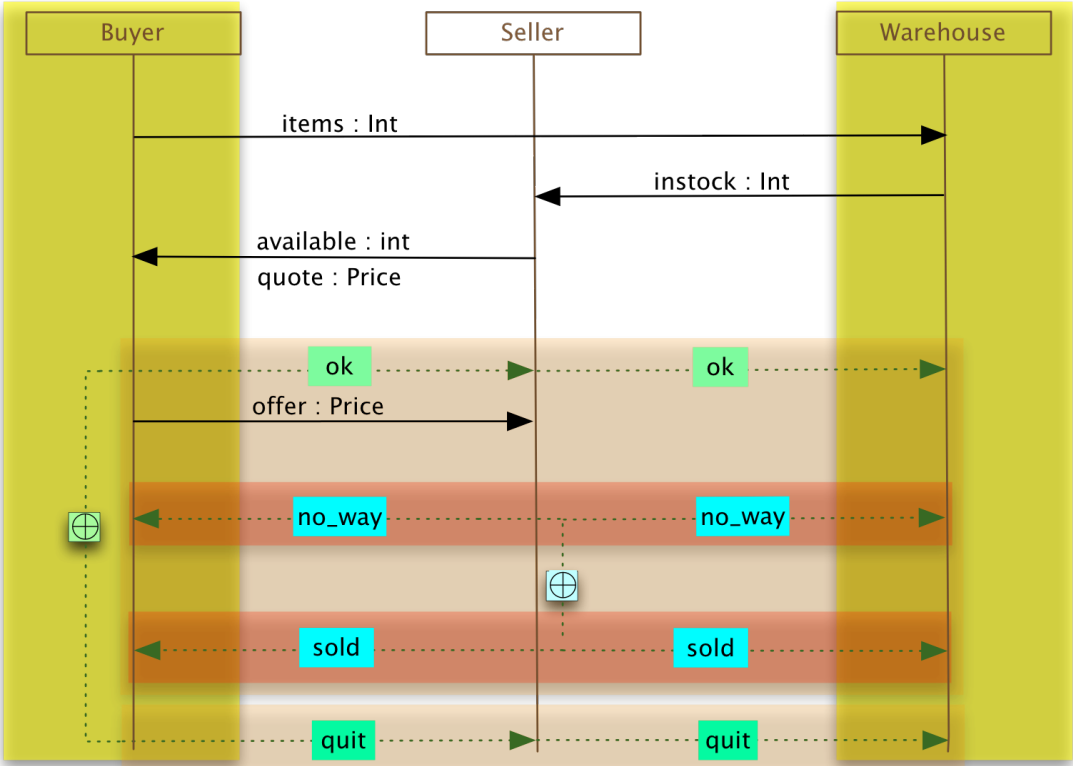 Buyer
Seller
Warehouse
items : Int
instock : Int
available : int
quote : Price
ok
ok
offer : Price
no_way
no_way
sold
sold
quit
quit